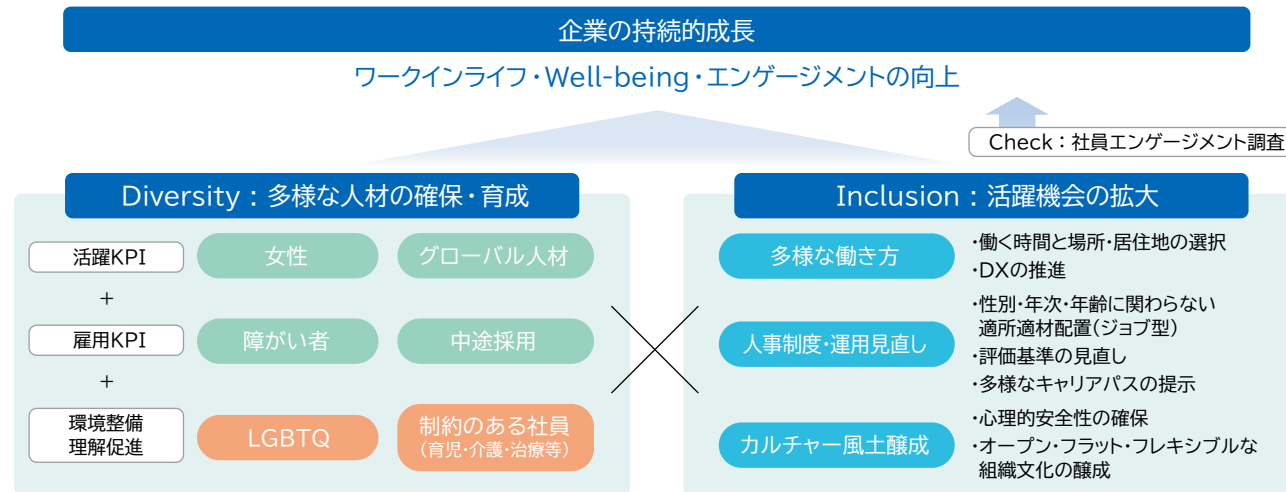 企業の持続的成長
ワークインライフ・Well-being・エンゲージメントの向上
Check：社員エンゲージメント調査
Diversity：多様な人材の確保・育成
活躍KPI
女性
グローバル人材
+
雇用KPI
障がい者
中途採用
+
環境整備
理解促進
LGBTQ
制約のある社員
（育児・介護・治療等）
Inclusion：活躍機会の拡大
多様な働き方
・働く時間と場所・居住地の選択
・DXの推進
人事制度・運用見直し
・性別・年次・年齢に関わらない
適所適材配置（ジョブ型）
・評価基準の見直し
・多様なキャリアパスの提示
カルチャー風土醸成
・心理的安全性の確保
・オープン・フラット・フレキシブルな
組織文化の醸成